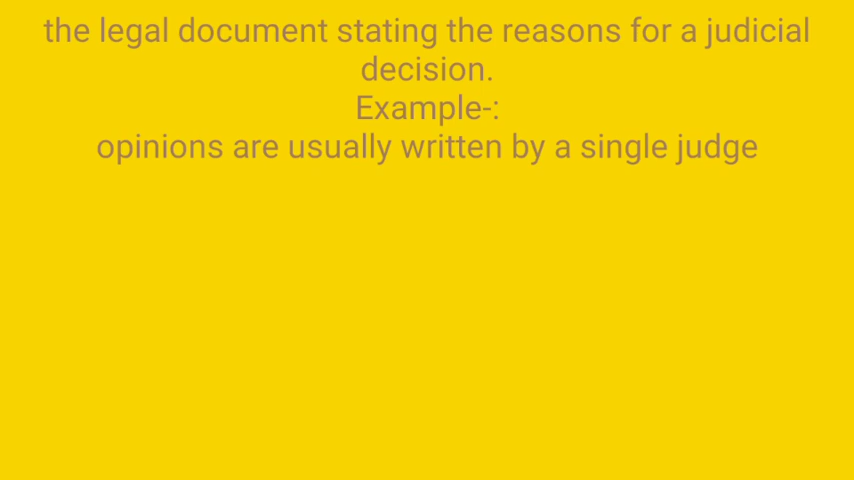 the legal document stating the reasons for a judicial
decision.
Example-:
opinions are usually written by a single judge